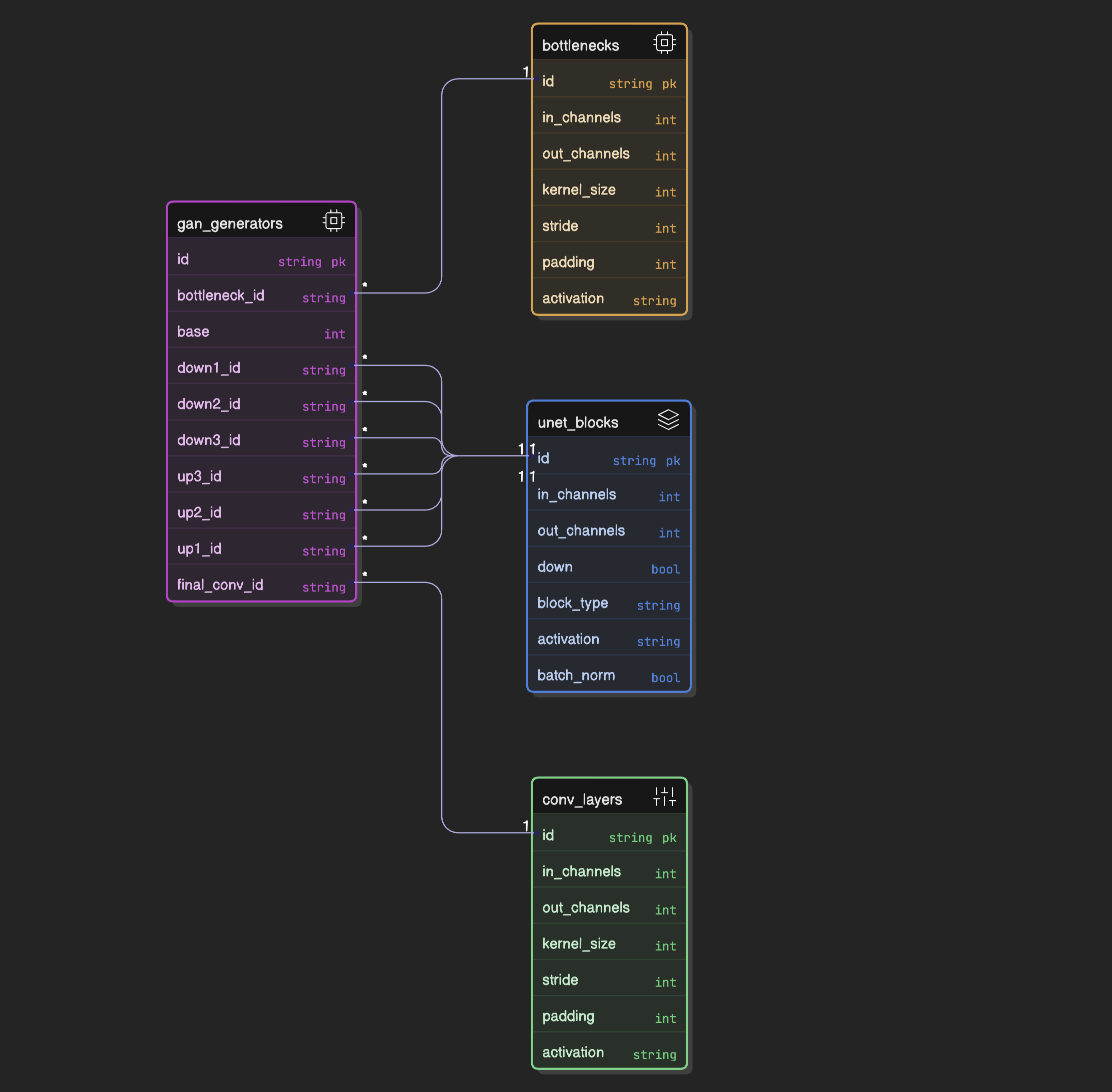 bottlenecks
id string pk
in_channels int
out_channels int
kernel_size int
stride int
padding int
activation string
gan_generators
id string pk
bottleneck_id string
base int
down1_id string
down2_id string
down3_id string
up3_id string
up2_id string
up1_id string
final_conv_id string
1
*
*
*
*
*
*
*
*
unet_blocks
1 1
id string pk
1 1
in_channels int
out_channels int
down bool
block_type string
activation string
batch_norm bool
conv_layers
1
id string pk
in_channels int
out_channels int
kernel_size int
stride int
padding int
activation string